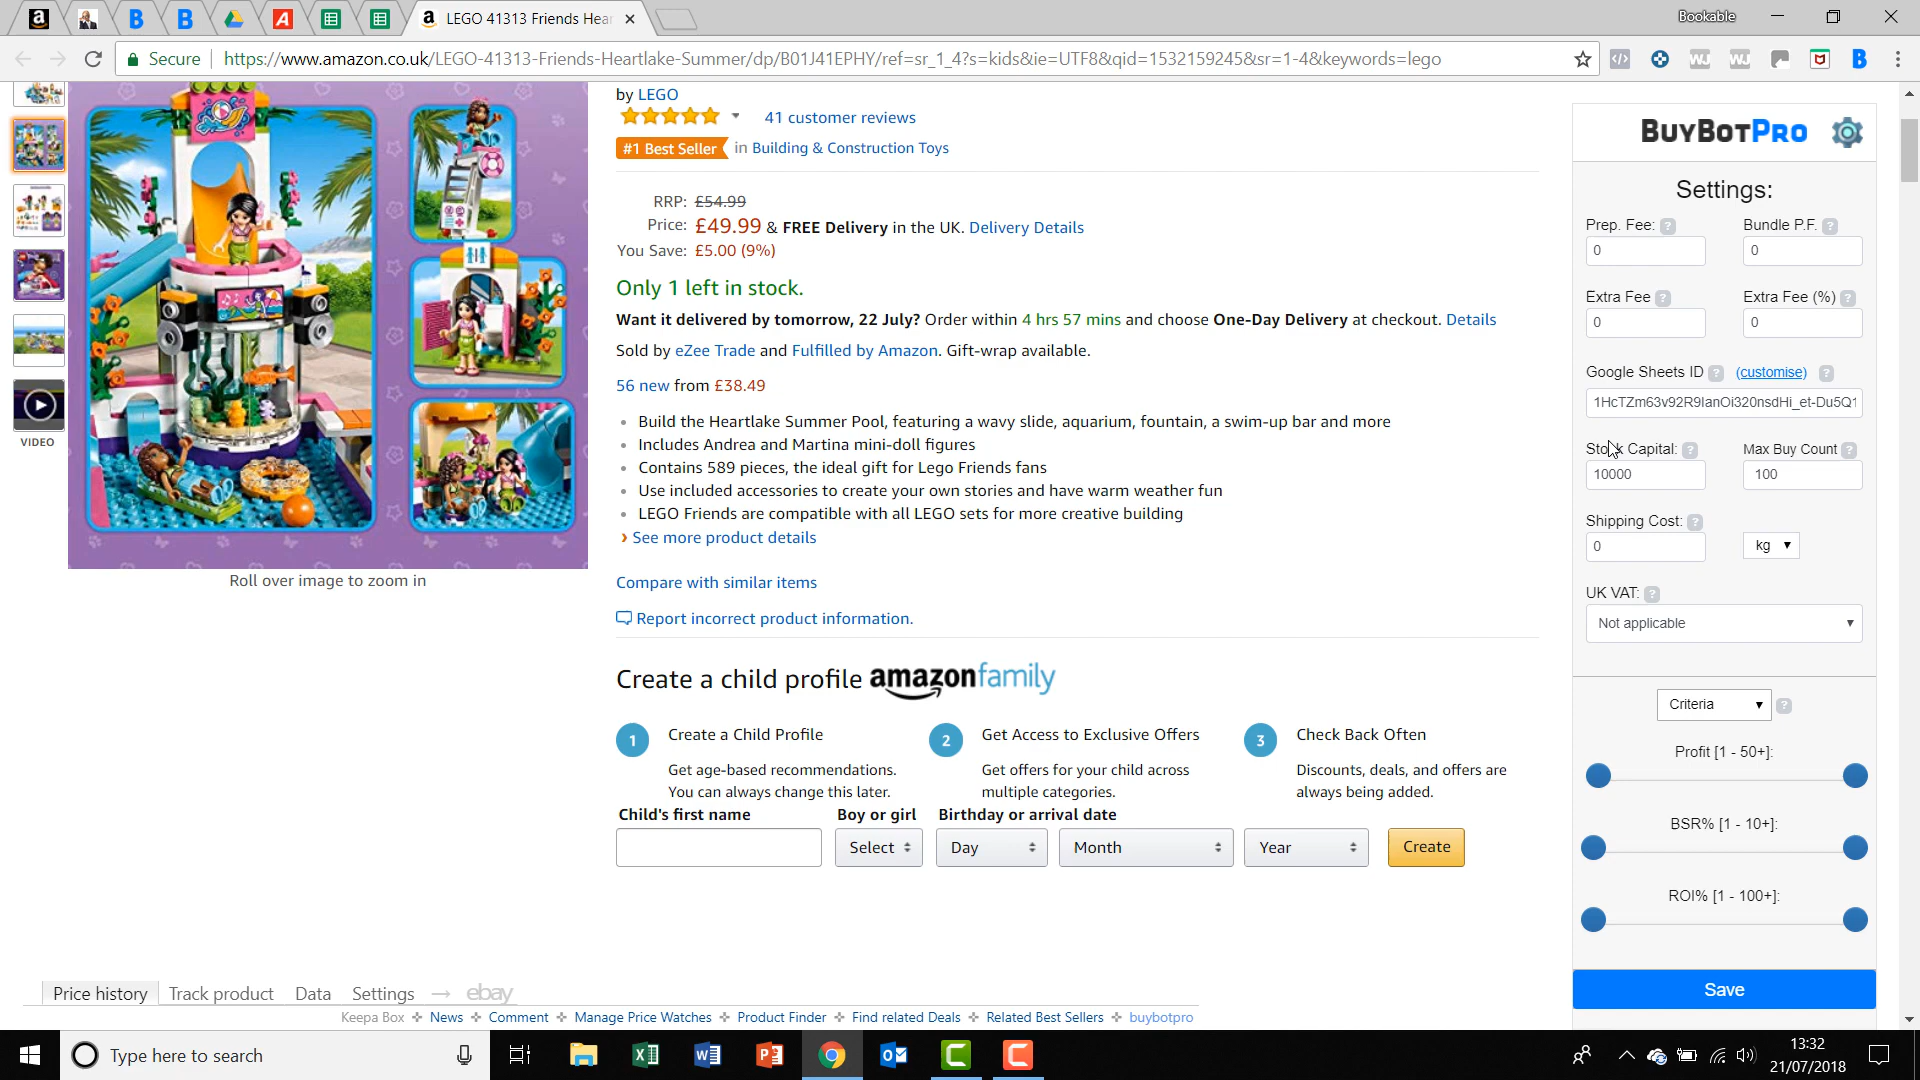 LEGO 41313 Friends Hear
Bookable
Secure
https://www.amazon.co.uk/LEGO-41313-Friends-Heartlake-Summer/dp/B01J41EPHY/ref=sr_1_4?s=kids&ie=UTF8&qid=1532159245&sr=1-4&keywords=lego
VIDEO
Roll over image to zoom in
by LEGO
41 customer reviews
#1 Best Seller in Building & Construction Toys
RRP: £54.99
Price: £49.99 & FREE Delivery in the UK. Delivery Details
You Save: £5.00 (9%)
Only 1 left in stock.
Want it delivered by tomorrow, 22 July? Order within 4 hrs 57 mins and choose One-Day Delivery at checkout. Details
Sold by eZee Trade and Fulfilled by Amazon. Gift-wrap available.
56 new from £38.49
Build the Heartlake Summer Pool, featuring a wavy slide, aquarium, fountain, a swim-up bar and more
Includes Andrea and Martina mini-doll figures
Contains 589 pieces, the ideal gift for Lego Friends fans
Use included accessories to create your own stories and have warm weather fun
LEGO Friends are compatible with all LEGO sets for more creative building
› See more product details
Compare with similar items
Report incorrect product information.
Create a child profile amazonfamily
1 Create a Child Profile
Get age-based recommendations.
You can always change this later.
2 Get Access to Exclusive Offers
Get offers for your child across
multiple categories.
3 Check Back Often
Discounts, deals, and offers are
always being added.
Child's first name Boy or girl Birthday or arrival date
Select Day Month Year Create
Price history Track product Data Settings → ebay
Keepa Box News Comment Manage Price Watches Product Finder Find related Deals Related Best Sellers buybotpro
BUYBOTPRO
Settings:
Prep. Fee: ? Bundle P.F. ?
0 0
Extra Fee ? Extra Fee (%) ?
0 0
Google Sheets ID ? (customise) ?
1HcTZm63v92R9IanOi320nsdHi_et-Du5Q1
Stock Capital: ? Max Buy Count ?
10000 100
Shipping Cost: ?
0 kg
UK VAT: ?
Not applicable
Criteria ?
Profit [1 - 50+]:
BSR% [1 - 10+]:
ROI% [1 - 100+]:
Save
Type here to search
13:32
21/07/2018